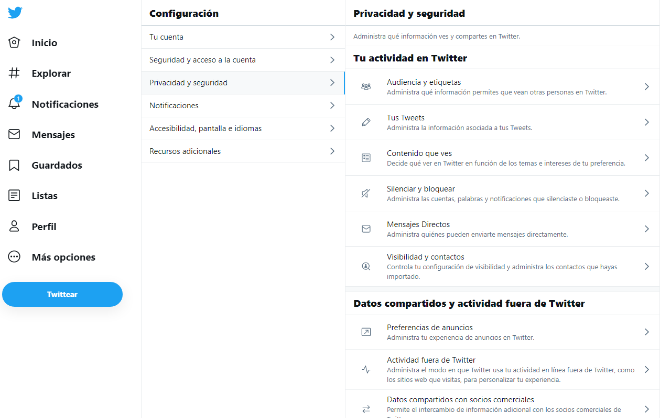 Inicio
Explorar
1
Notificaciones
Mensajes
Guardados
Listas
Perfil
Más opciones
Twittear
Configuración
Tu cuenta
Seguridad y acceso a la cuenta
Privacidad y seguridad
Notificaciones
Accesibilidad, pantalla e idiomas
Recursos adicionales
Privacidad y seguridad
Administra qué información ves y compartes en Twitter.
Tu actividad en Twitter
Audiencia y etiquetas
Administra qué información permites que vean otras personas en Twitter.
Tus Tweets
Administra la información asociada a tus Tweets.
Contenido que ves
Decide qué ver en Twitter en función de los temas e intereses de tu preferencia.
Silenciar y bloquear
Administra las cuentas, palabras y notificaciones que silenciaste o bloqueaste.
Mensajes Directos
Administra quiénes pueden enviarte mensajes directamente.
Visibilidad y contactos
Controla tu configuración de visibilidad y administra los contactos que hayas
importado.
Datos compartidos y actividad fuera de Twitter
Preferencias de anuncios
Administra tu experiencia de anuncios en Twitter.
Actividad fuera de Twitter
Administra el modo en que Twitter usa tu actividad en línea fuera de Twitter, como
los sitios web que visitas, para personalizar tu experiencia.
Datos compartidos con socios comerciales
Permite el intercambio de información adicional con los socios comerciales de